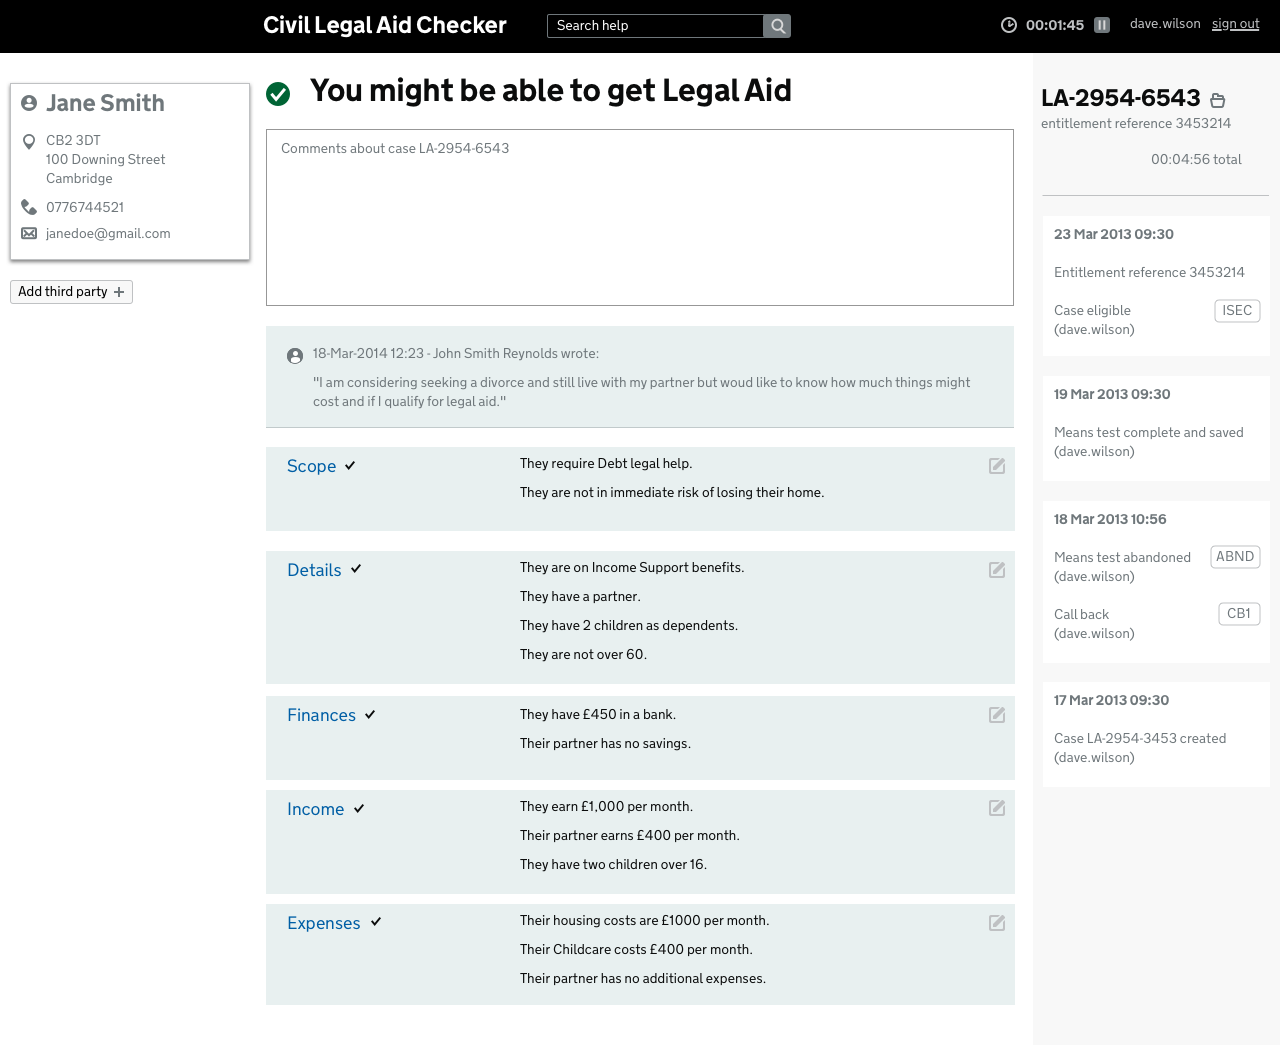 Civil Legal Aid Checker
Search help
00:01:45
dave.wilson
sign out
Jane Smith
CB2 3DT
100 Downing Street
Cambridge
0776744521
janedoe@gmail.com
Add third party
You might be able to get Legal Aid
Comments about case LA-2954-6543
18-Mar-2014 12:23 - John Smith Reynolds wrote:
"I am considering seeking a divorce and still live with my partner but woud like to know how much things might
cost and if I qualify for legal aid."
Scope
They require Debt legal help.
They are not in immediate risk of losing their home.
Details
They are on Income Support benefits.
They have a partner.
They have 2 children as dependents.
They are not over 60.
Finances
They have £450 in a bank.
Their partner has no savings.
Income
They earn £1,000 per month.
Their partner earns £400 per month.
They have two children over 16.
Expenses
Their housing costs are £1000 per month.
Their Childcare costs £400 per month.
Their partner has no additional expenses.
LA-2954-6543
entitlement reference 3453214
00:04:56 total
23 Mar 2013 09:30
Entitlement reference 3453214
Case eligible
(dave.wilson)
ISEC
19 Mar 2013 09:30
Means test complete and saved
(dave.wilson)
18 Mar 2013 10:56
Means test abandoned
(dave.wilson)
ABND
Call back
(dave.wilson)
CB1
17 Mar 2013 09:30
Case LA-2954-3453 created
(dave.wilson)